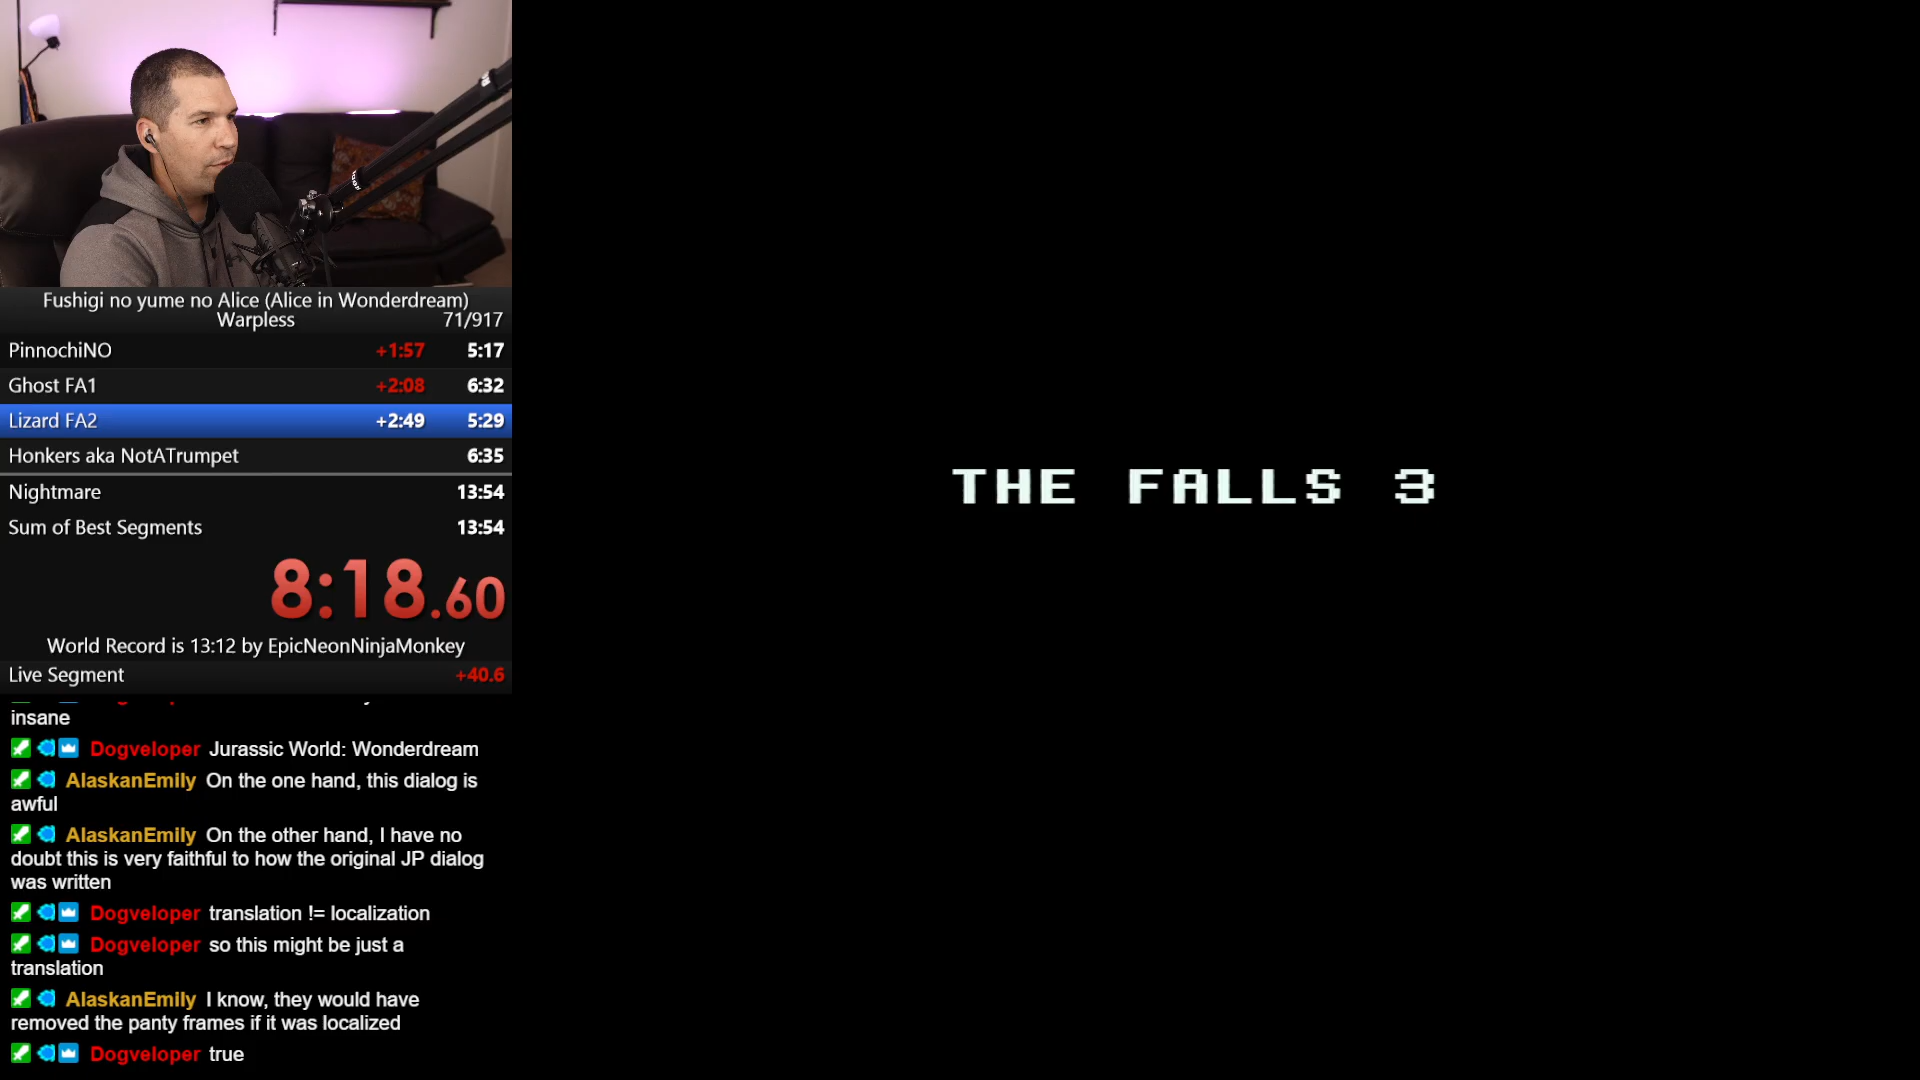 Fushigi no yume no Alice (Alice in Wonderdream)
Warpless 71/917
PinnochiNO +1:57 5:17
Ghost FA1 +2:08 6:32
Lizard FA2 +2:49 5:29
Honkers aka NotATrumpet 6:35
Nightmare 13:54
Sum of Best Segments 13:54
8:18.60
World Record is 13:12 by EpicNeonNinjaMonkey
Live Segment +40.6
insane
Dogveloper Jurassic World: Wonderdream
AlaskanEmily On the one hand, this dialog is
awful
AlaskanEmily On the other hand, I have no
doubt this is very faithful to how the original JP dialog
was written
Dogveloper translation != localization
Dogveloper so this might be just a
translation
AlaskanEmily I know, they would have
removed the panty frames if it was localized
Dogveloper true
THE FALLS 3